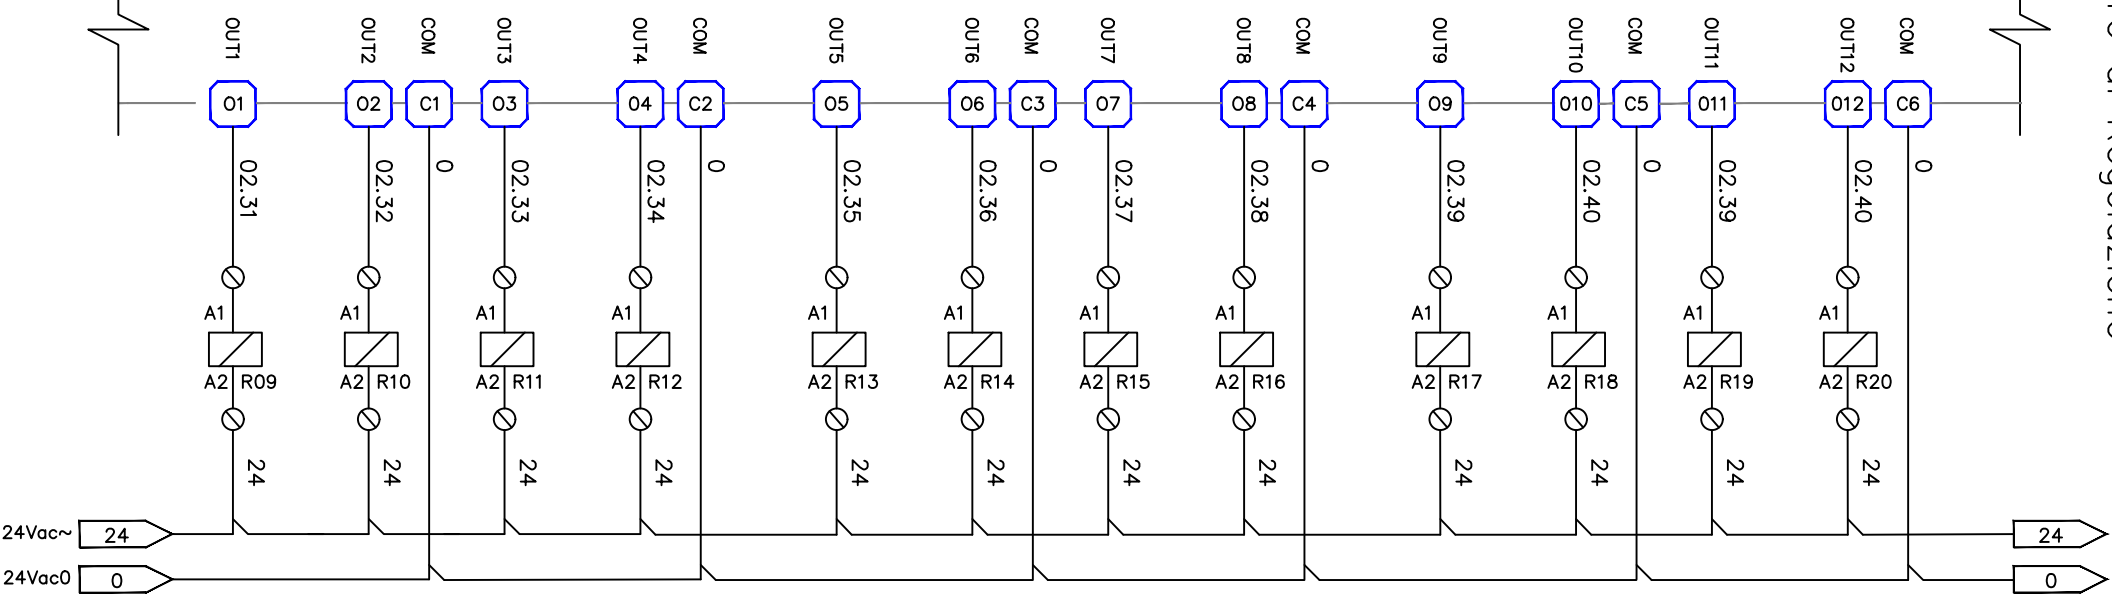 OUT1 OUT2 COM OUT3 OUT4 COM OUT5 OUT6 COM OUT7 OUT8 COM OUT9 OUT10 COM OUT11 OUT12 COM
O1 O2 C1 O3 O4 C2 O5 O6 C3 O7 O8 C4 O9 O10 C5 O11 O12 C6
02.31 02.32 0 02.33 02.34 0 02.35 02.36 0 02.37 02.38 0 02.39 02.40 0 02.39 02.40 0
A1 A1 A1 A1 A1 A1 A1 A1 A1 A1 A1 A1
A2 R09 A2 R10 A2 R11 A2 R12 A2 R13 A2 R14 A2 R15 A2 R16 A2 R17 A2 R18 A2 R19 A2 R20
24 24 24 24 24 24 24 24 24 24 24 24
24Vac~ 24 24
24Vac0 0 0